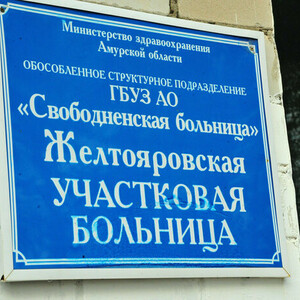 Министерство здравоохранения
Амурской области
ОБОСОБЛЕННОЕ СТРУКТУРНОЕ ПОДРАЗДЕЛЕНИЕ
ГБУЗ АО
«Свободненская больница»
Желтояровская
УЧАСТКОВАЯ
БОЛЬНИЦА